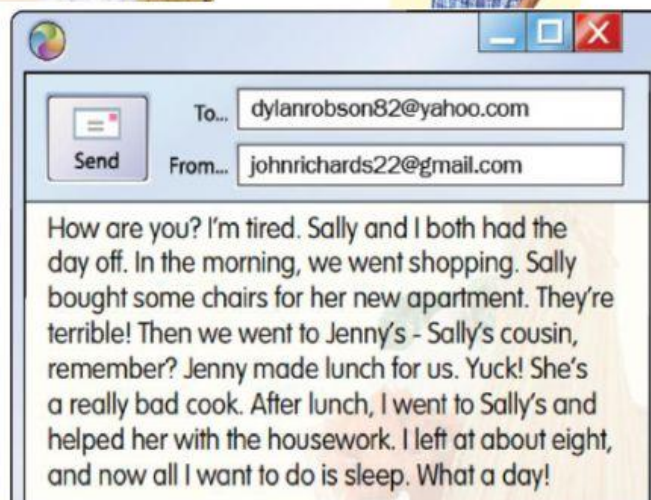 To... dylanrobson82@yahoo.com
Send From... johnrichards22@gmail.com
How are you? I'm tired. Sally and I both had the
day off. In the morning, we went shopping. Sally
bought some chairs for her new apartment. They're
terrible! Then we went to Jenny's - Sally's cousin,
remember? Jenny made lunch for us. Yuck! She's
a really bad cook. After lunch, I went to Sally's and
helped her with the housework. I left at about eight,
and now all I want to do is sleep. What a day!